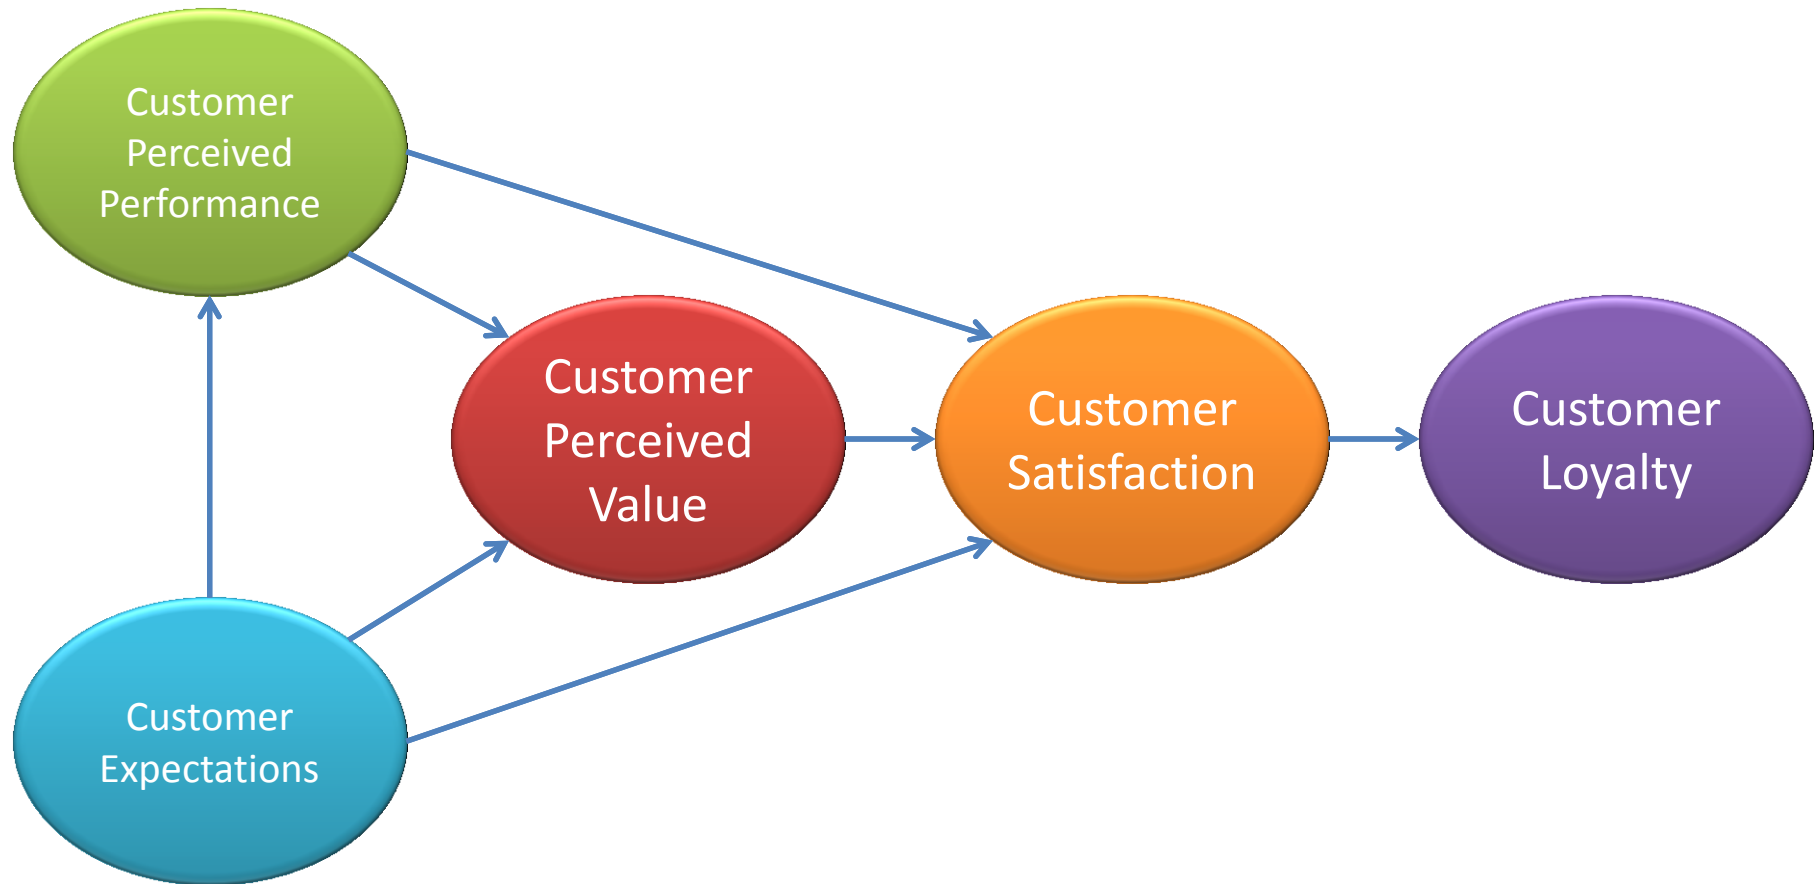 Customer
Perceived
Performance
Customer
Perceived
Value
Customer
Satisfaction
Customer
Loyalty
Customer
Expectations